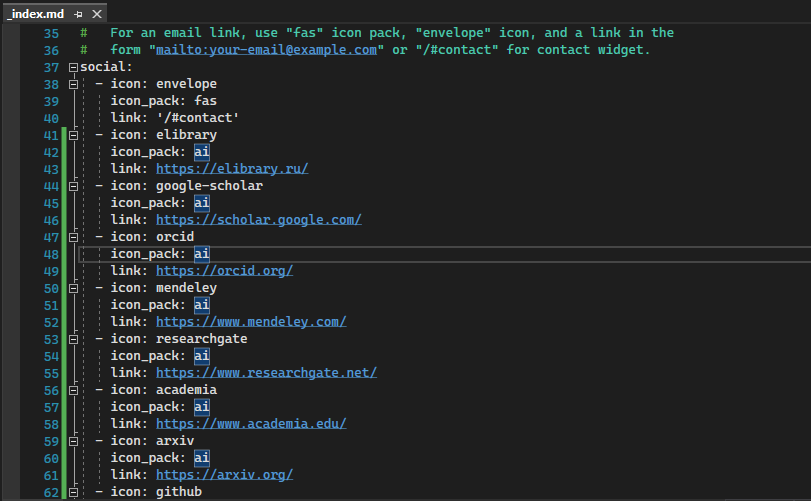 _index.md
35 #   For an email link, use "fas" icon pack, "envelope" icon, and a link in the
36 #   form "mailto:your-email@example.com" or "/#contact" for contact widget.
37 social:
38   - icon: envelope
39     icon_pack: fas
40     link: '/#contact'
41   - icon: elibrary
42     icon_pack: ai
43     link: https://elibrary.ru/
44   - icon: google-scholar
45     icon_pack: ai
46     link: https://scholar.google.com/
47   - icon: orcid
48     icon_pack: ai
49     link: https://orcid.org/
50   - icon: mendeley
51     icon_pack: ai
52     link: https://www.mendeley.com/
53   - icon: researchgate
54     icon_pack: ai
55     link: https://www.researchgate.net/
56   - icon: academia
57     icon_pack: ai
58     link: https://www.academia.edu/
59   - icon: arxiv
60     icon_pack: ai
61     link: https://arxiv.org/
62   - icon: github